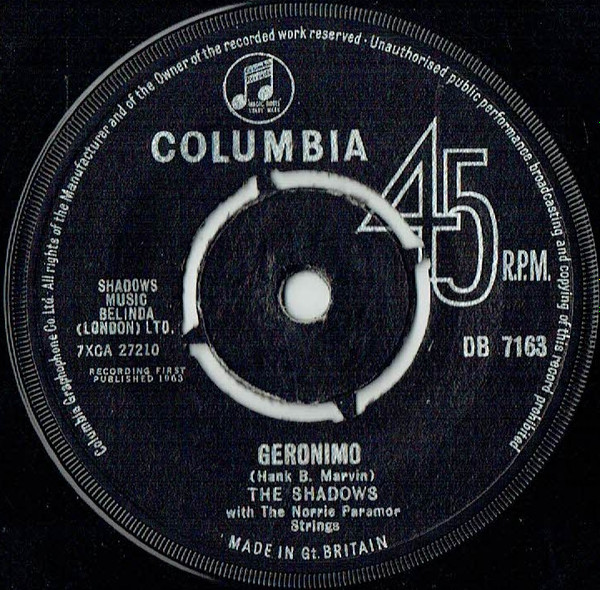 Columbia Graphophone Co. Ltd. All rights of the Manufacturer and of the Owner of the recorded work reserved · Unauthorised public performance, broadcasting and copying of this record prohibited
COLUMBIA
45
R.P.M.
SHADOWS
MUSIC
BELINDA
(LONDON) LTD.
7XCA 27210
RECORDING FIRST
PUBLISHED 1963
DB 7163
GERONIMO
(Hank B. Marvin)
THE SHADOWS
with The Norrie Paramor
Strings
MADE IN Gt. BRITAIN